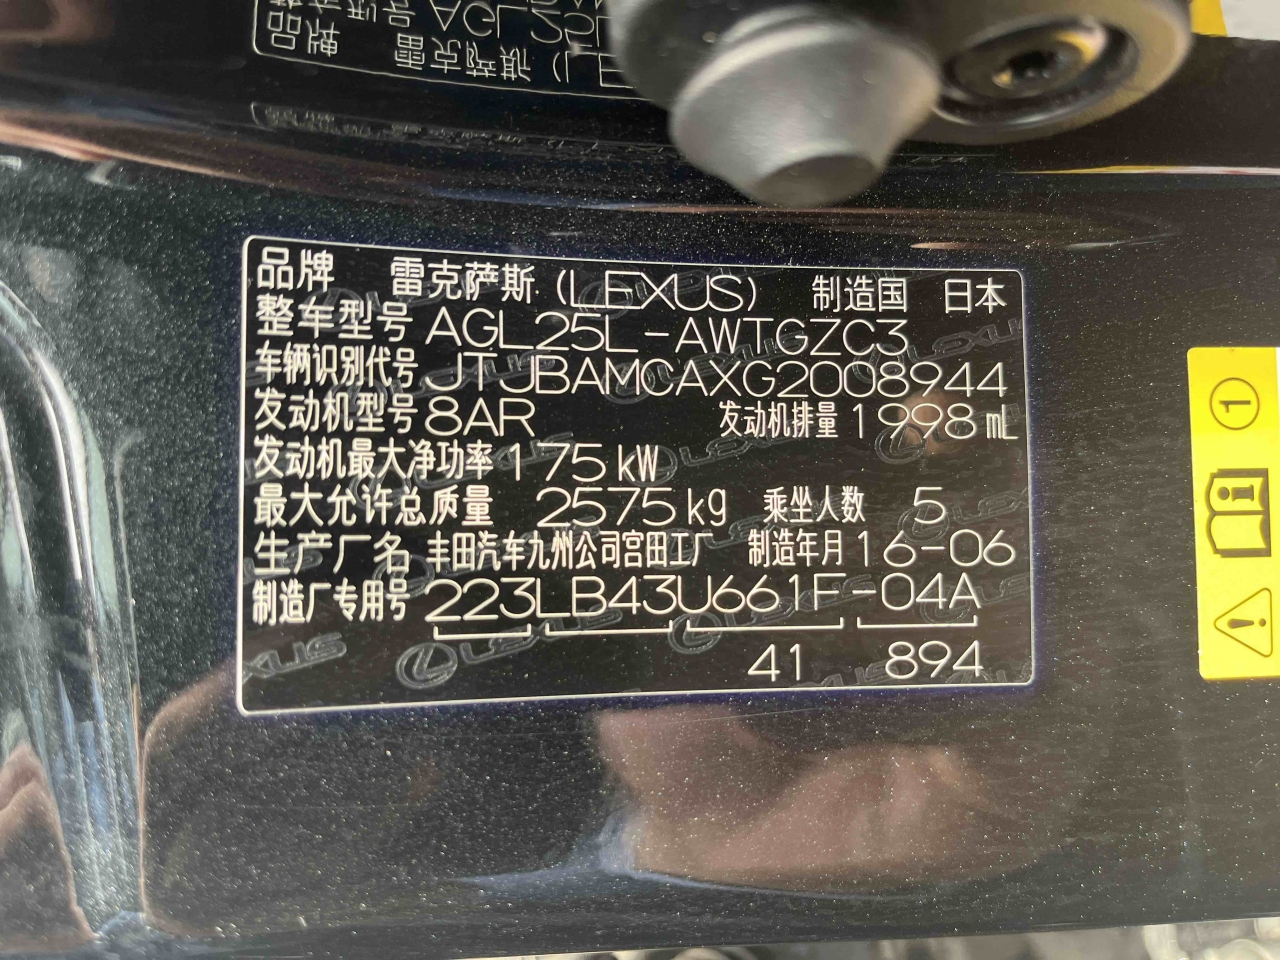 品牌 雷克萨斯 (LEXUS) 制造国 日本
整车型号 AGL25L-AWTGZC3
车辆识别代号 JTJBAMCAXG2008944
发动机型号 8AR 发动机排量 1998 mL
发动机最大净功率 175 kW
最大允许总质量 2575 kg 乘坐人数 5
生产厂名 丰田汽车九州公司宫田工厂 制造年月 16-06
制造厂专用号 223LB43U661F-04A
41 894
1